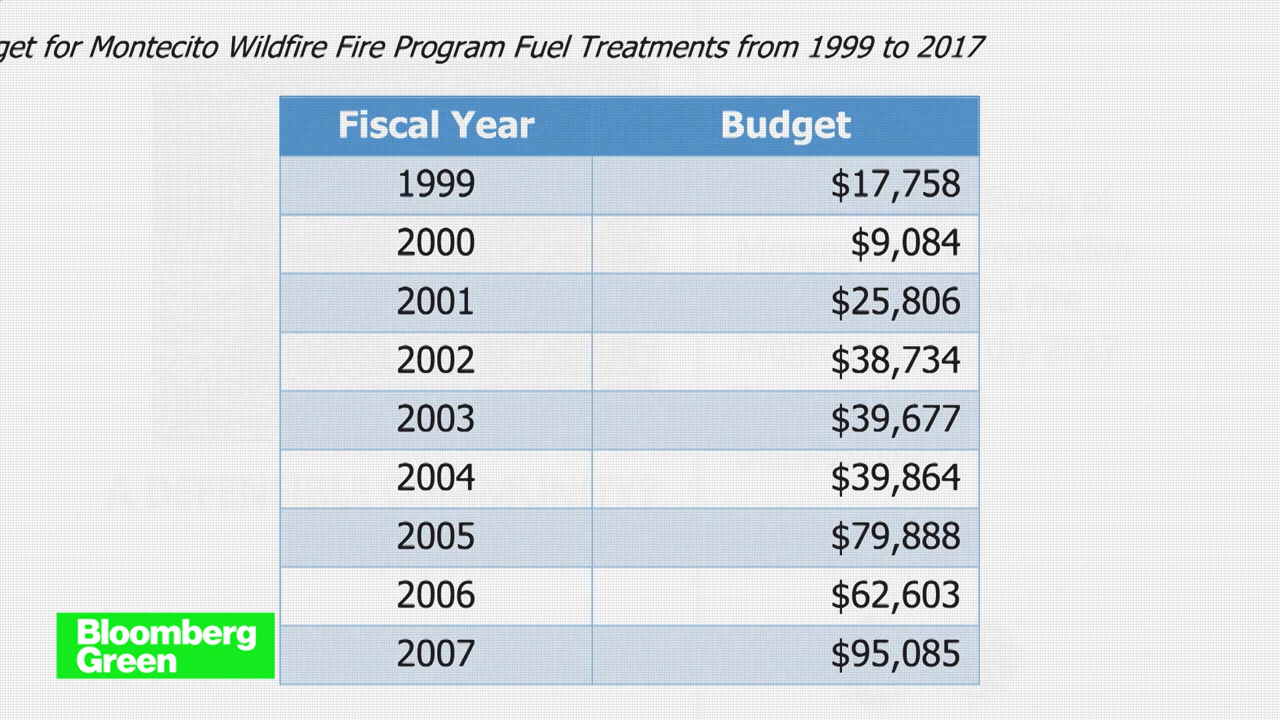 get for Montecito Wildfire Fire Program Fuel Treatments from 1999 to 2017
Fiscal Year Budget
1999 $17,758
2000 $9,084
2001 $25,806
2002 $38,734
2003 $39,677
2004 $39,864
2005 $79,888
2006 $62,603
2007 $95,085
Bloomberg
Green